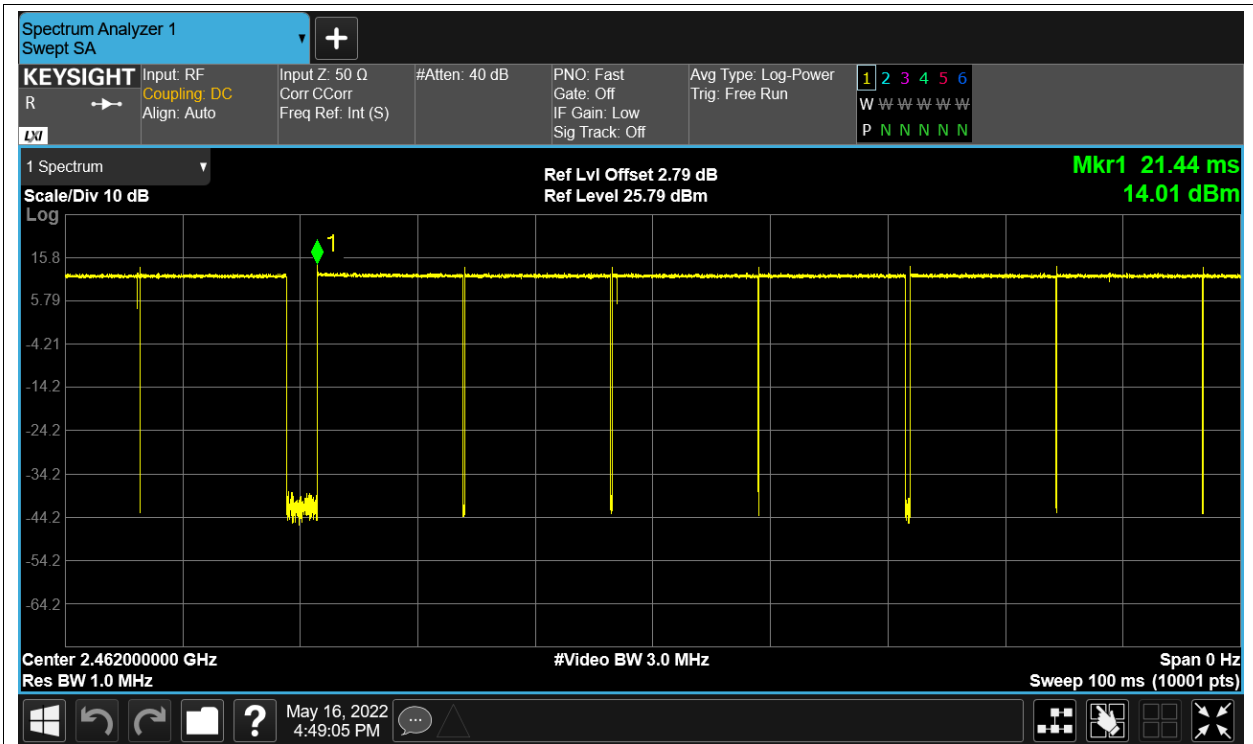 Spectrum Analyzer 1
Swept SA
KEYSIGHT
R
LXI
Input: RF
Coupling: DC
Align: Auto
Input Z: 50 Ω
Corr CCorr
Freq Ref: Int (S)
#Atten: 40 dB
PNO: Fast
Gate: Off
IF Gain: Low
Sig Track: Off
Avg Type: Log-Power
Trig: Free Run
1 2 3 4 5 6
W W W W W W
P N N N N N
1 Spectrum
Scale/Div 10 dB
Ref Lvl Offset 2.79 dB
Ref Level 25.79 dBm
Mkr1 21.44 ms
14.01 dBm
Log
1
15.8
5.79
-4.21
-14.2
-24.2
-34.2
-44.2
-54.2
-64.2
Center 2.462000000 GHz
Res BW 1.0 MHz
#Video BW 3.0 MHz
Span 0 Hz
Sweep 100 ms (10001 pts)
?
May 16, 2022
4:49:05 PM